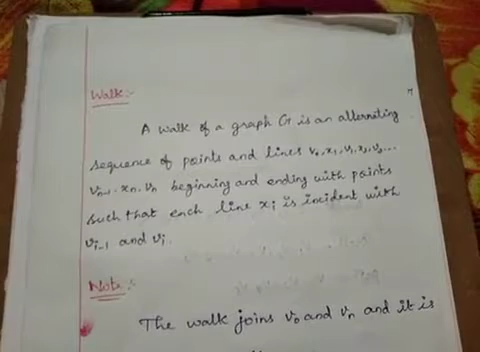 Walk:-
A walk of a graph G is an alternating
sequence of points and lines v₀, x₁, v₁, x₂, v₂...
vₙ₋₁, xₙ, vₙ beginning and ending with points
such that each line xᵢ is incident with
vᵢ₋₁ and vᵢ.
Note:-
The walk joins v₀ and vₙ and it is